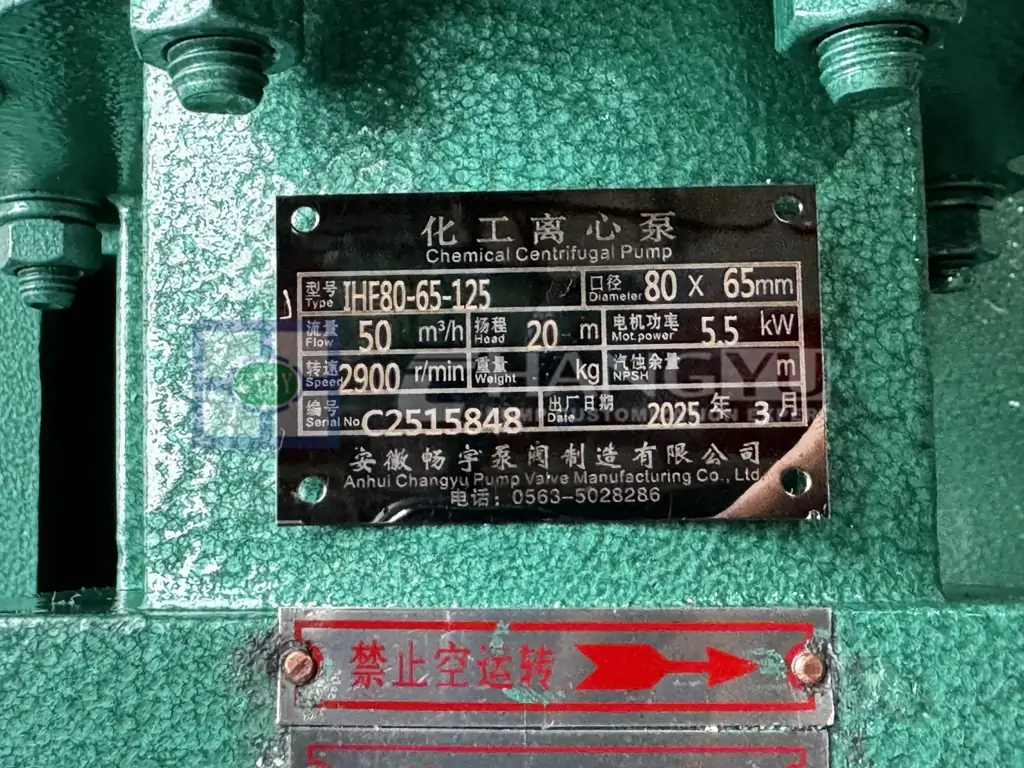 化工离心泵
Chemical Centrifugal Pump
型号 Type IHF80-65-125 口径 Diameter 80 X 65mm
流量 Flow 50 m³/h 扬程 Head 20 m 电机功率 Mot.power 5.5 kW
转速 Speed 2900 r/min 重量 Weight kg 汽蚀余量 NPSH m
编号 Serial No. C2515848 出厂日期 Date 2025 年 3 月
安徽畅宇泵阀制造有限公司
Anhui Changyu Pump Valve Manufacturing Co., Ltd.
电话: 0563-5028286
CHANGYU
禁止空运转